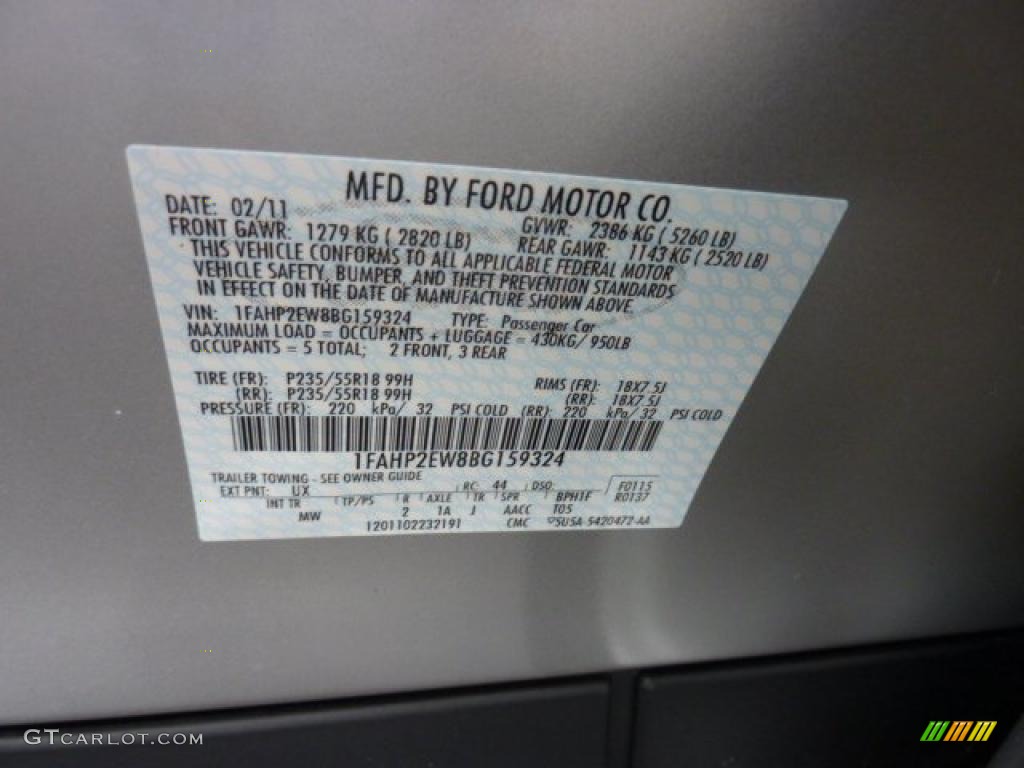 MFD. BY FORD MOTOR CO.
DATE: 02/11 GVWR: 2386 KG ( 5260 LB)
FRONT GAWR: 1279 KG ( 2820 LB) REAR GAWR: 1143 KG ( 2520 LB)
THIS VEHICLE CONFORMS TO ALL APPLICABLE FEDERAL MOTOR
VEHICLE SAFETY, BUMPER, AND THEFT PREVENTION STANDARDS
IN EFFECT ON THE DATE OF MANUFACTURE SHOWN ABOVE.
VIN: 1FAHP2EW8BG159324 TYPE: Passenger Car
MAXIMUM LOAD = OCCUPANTS + LUGGAGE = 430KG/ 950LB
OCCUPANTS = 5 TOTAL; 2 FRONT, 3 REAR
TIRE (FR): P235/55R18 99H RIMS (FR): 18X7.5J
(RR): P235/55R18 99H (RR): 18X7.5J
PRESSURE (FR): 220 kPa/ 32 PSI COLD (RR): 220 kPa/ 32 PSI COLD
1FAHP2EW8BG159324
TRAILER TOWING - SEE OWNER GUIDE
EXT PNT: UX RC: 44 DSO: F0115
INT TR TP/PS R AXLE TR SPR BPH1F R0137
MW 2 1A J AACC T05
1201102232191 CMC 5U5A-5420472-AA
GTCARLOT.COM